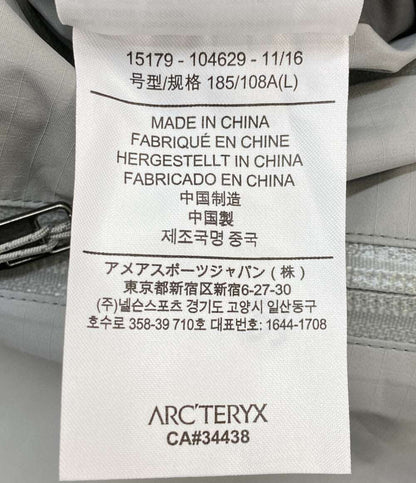 15179 - 104629 - 11/16
号型/规格 185/108A(L)
MADE IN CHINA
FABRIQUÉ EN CHINE
HERGESTELLT IN CHINA
FABRICADO EN CHINA
中国制造
中国製
제조국명 중국
アメアスポーツジャパン (株)
東京都新宿区新宿6-27-30
(주)넬슨스포츠 경기도 고양시 일산동구
호수로 358-39 710호 대표번호: 1644-1708
ARC'TERYX
CA#34438